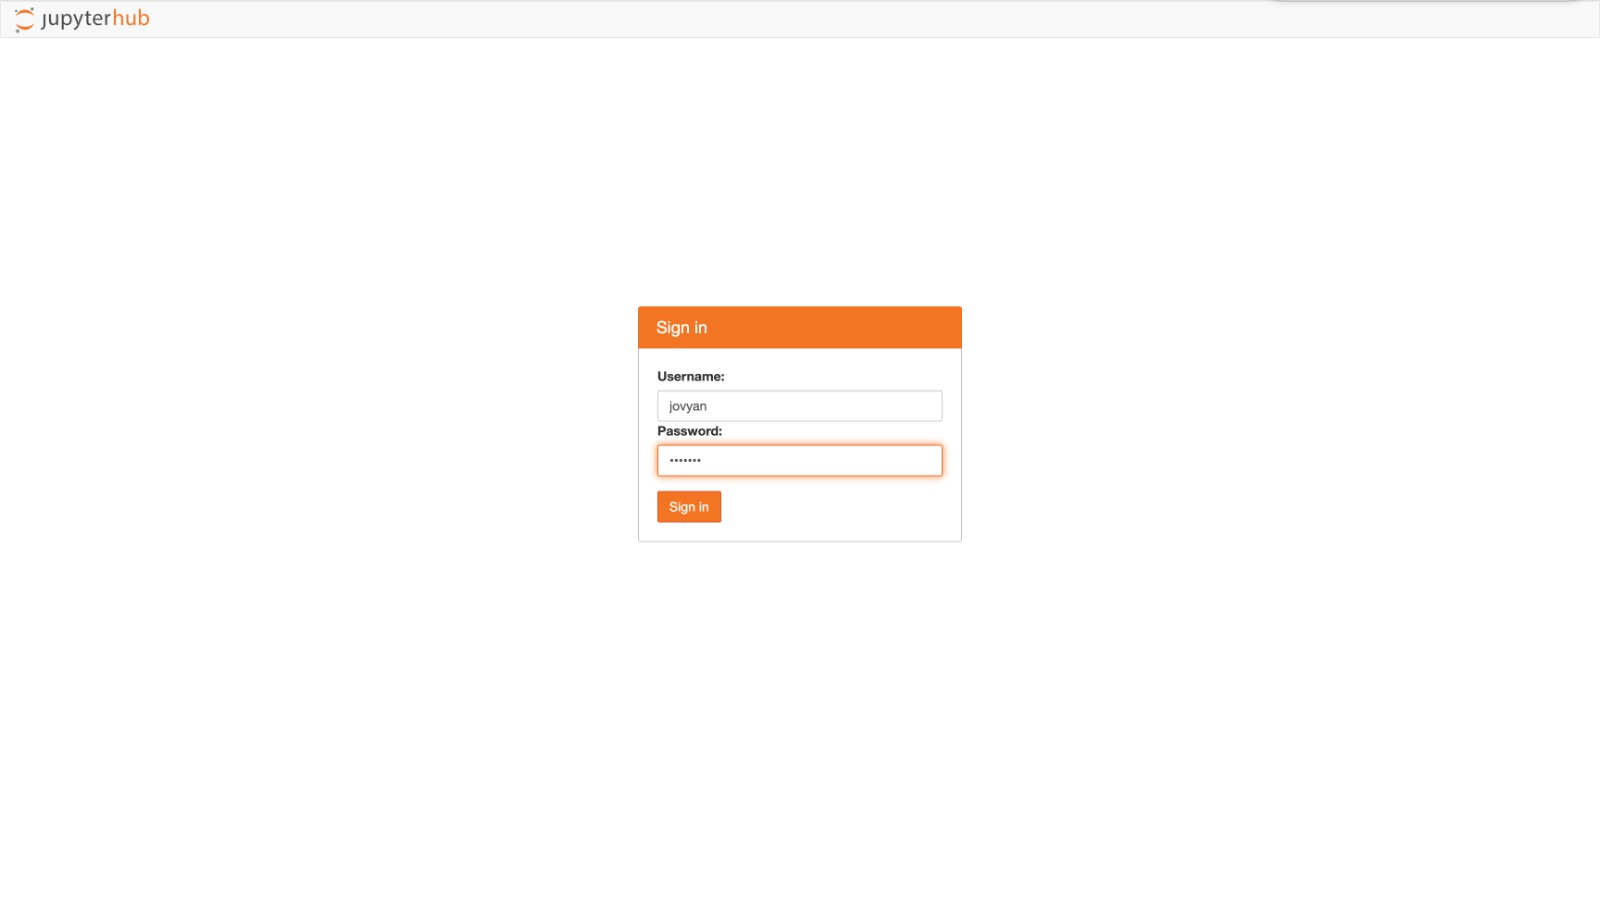 jupyterhub
Sign in
Username:
jovyan
Password:
•••••••
Sign in